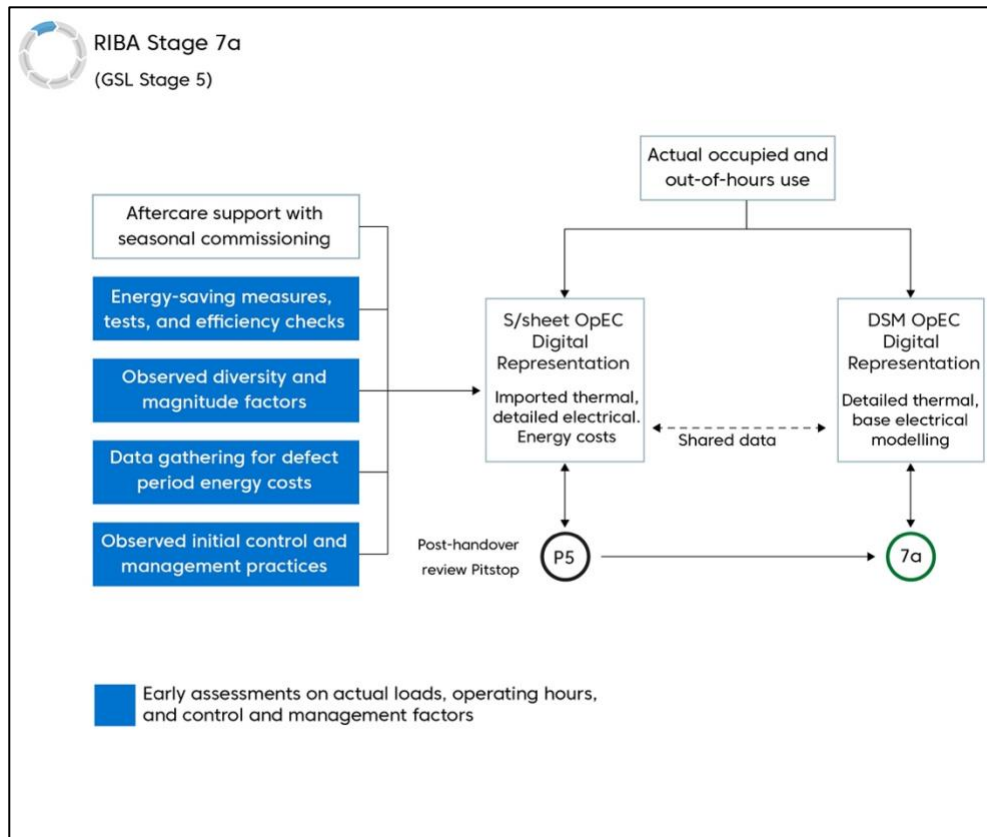 RIBA Stage 7a
(GSL Stage 5)
Actual occupied and
out-of-hours use
Aftercare support with
seasonal commissioning
Energy-saving measures,
tests, and efficiency checks
Observed diversity and
magnitude factors
Data gathering for defect
period energy costs
Observed initial control and
management practices
S/sheet OpEC
Digital
Representation
Imported thermal,
detailed electrical.
Energy costs
Shared data
DSM OpEC
Digital
Representation
Detailed thermal,
base electrical
modelling
Post-handover
review Pitstop
P5
7a
Early assessments on actual loads, operating hours,
and control and management factors